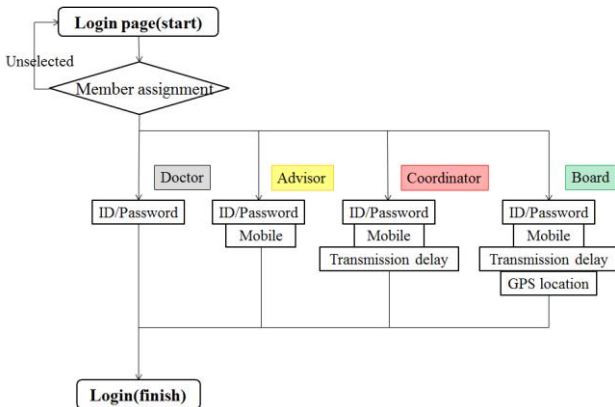 Login page(start)
Unselected
Member assignment
Doctor
Advisor
Coordinator
Board
ID/Password
ID/Password
ID/Password
ID/Password
Mobile
Mobile
Mobile
Transmission delay
Transmission delay
GPS location
Login(finish)